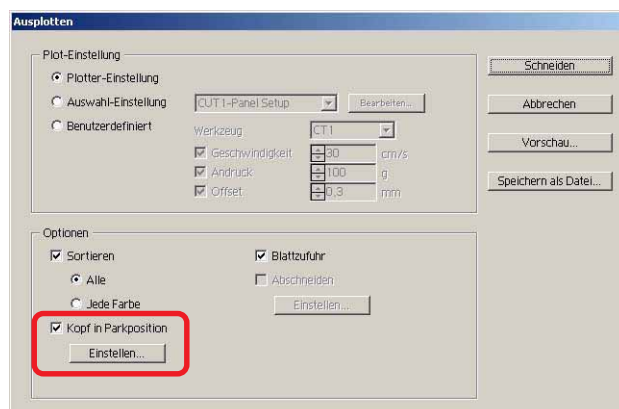 Ausplotten
Plot-Einstellung
Plotter-Einstellung
Auswahl-Einstellung CUT1-Panel Setup Bearbeiten...
Benutzerdefiniert Werkzeug CT1
Geschwindigkeit 30 cm/s
Andruck 100 g
Offset 0,3 mm
Schneiden
Abbrechen
Vorschau...
Speichern als Datei...
Optionen
Sortieren Blattzufuhr
Alle Abschneiden
Jede Farbe Einstellen...
Kopf in Parkposition
Einstellen...